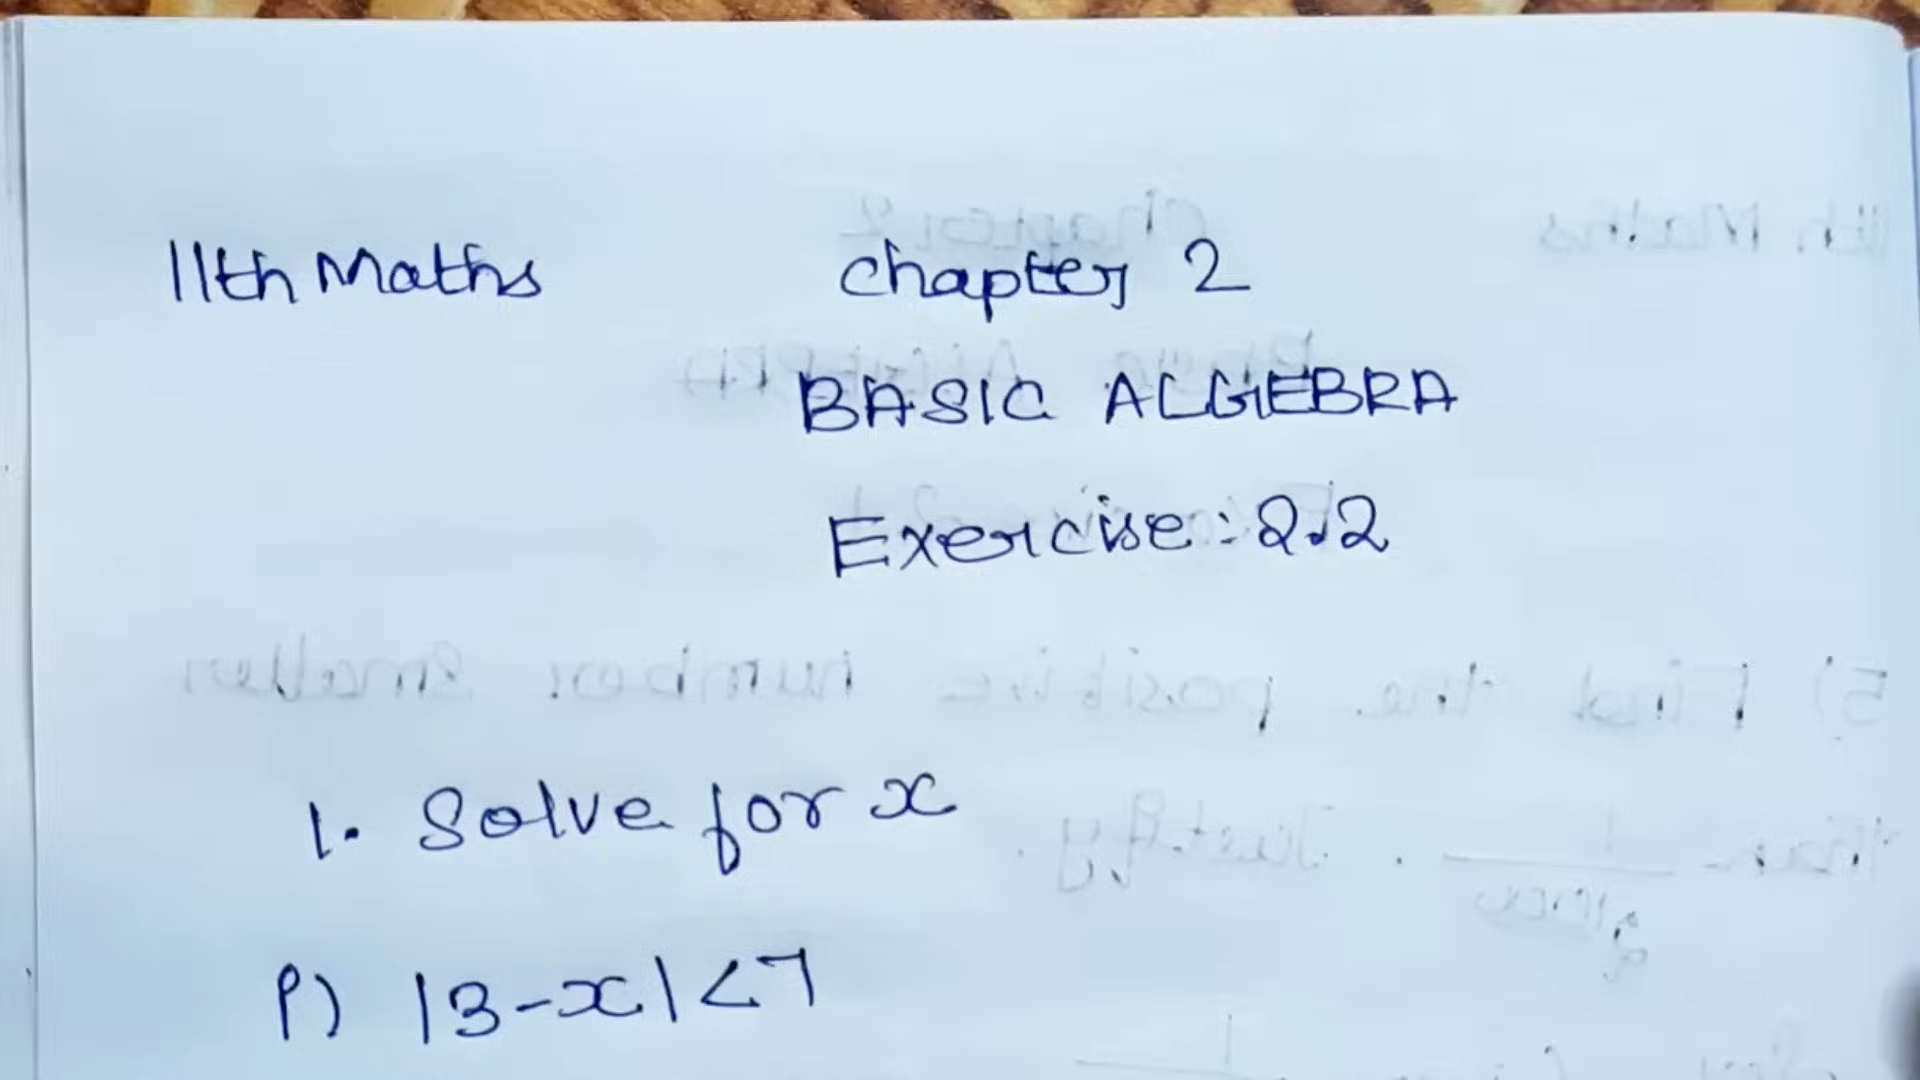 11th Maths chapter 2
BASIC ALGEBRA
Exercise: 2.2
1. Solve for x
i) |3-x|<7